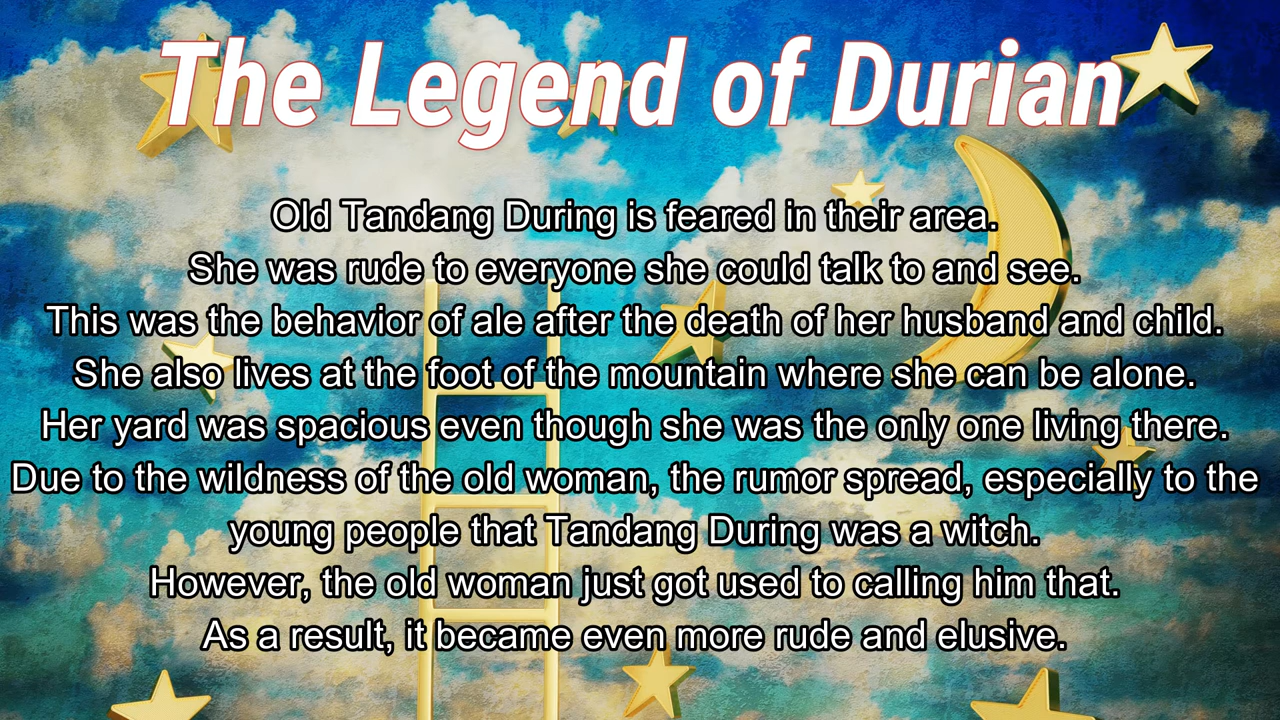 The Legend of Durian
Old Tandang During is feared in their area.
She was rude to everyone she could talk to and see.
This was the behavior of ale after the death of her husband and child.
She also lives at the foot of the mountain where she can be alone.
Her yard was spacious even though she was the only one living there.
Due to the wildness of the old woman, the rumor spread, especially to the
young people that Tandang During was a witch.
However, the old woman just got used to calling him that.
As a result, it became even more rude and elusive.